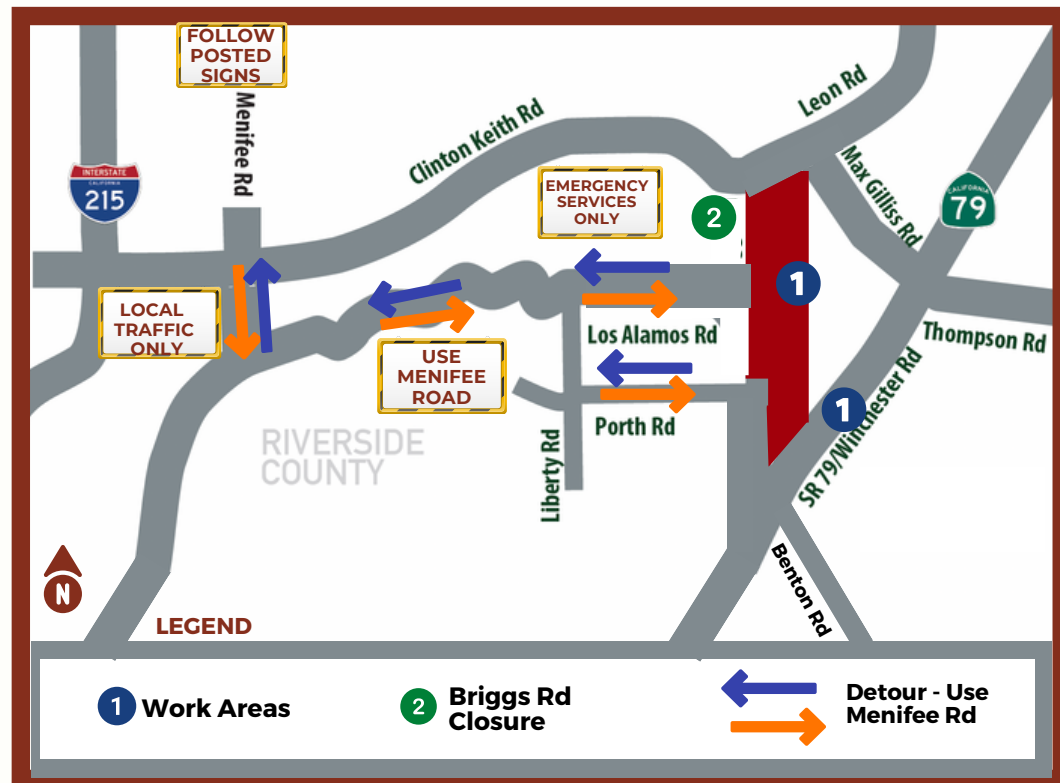 FOLLOW
POSTED
SIGNS
Menifee Rd
Clinton Keith Rd
Leon Rd
Max Gilliss Rd
INTERSTATE
CALIFORNIA
215
CALIFORNIA
79
EMERGENCY
SERVICES
ONLY
2
1
LOCAL
TRAFFIC
ONLY
USE
MENIFEE
ROAD
Los Alamos Rd
Thompson Rd
Porth Rd
1
SR 79/Winchester Rd
RIVERSIDE
COUNTY
Liberty Rd
Benton Rd
N
LEGEND
1 Work Areas
2 Briggs Rd
Closure
Detour - Use
Menifee Rd